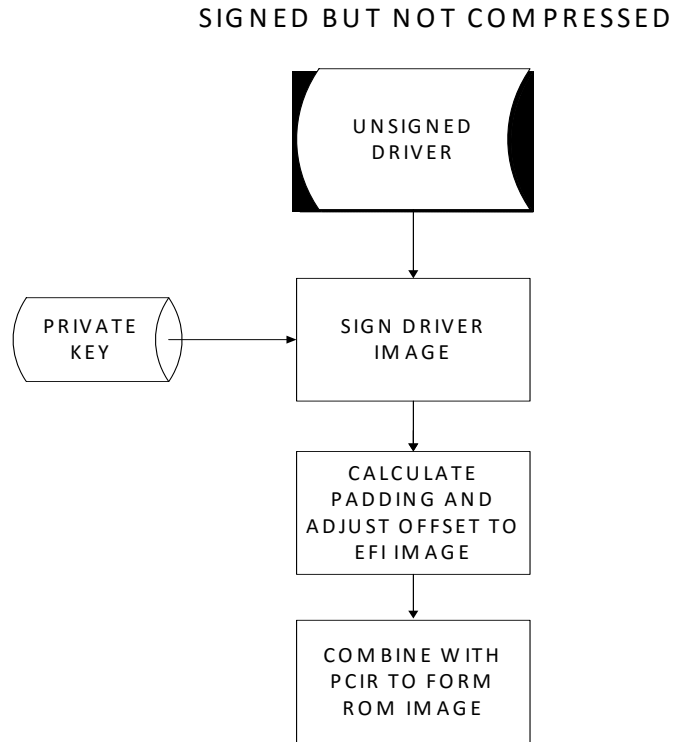 SIGNED BUT NOT COMPRESSED
UNSIGNED
DRIVER
PRIVATE
KEY
SIGN DRIVER
IMAGE
CALCULATE
PADDING AND
ADJUST OFFSET TO
EFI IMAGE
COMBINE WITH
PCIR TO FORM
ROM IMAGE